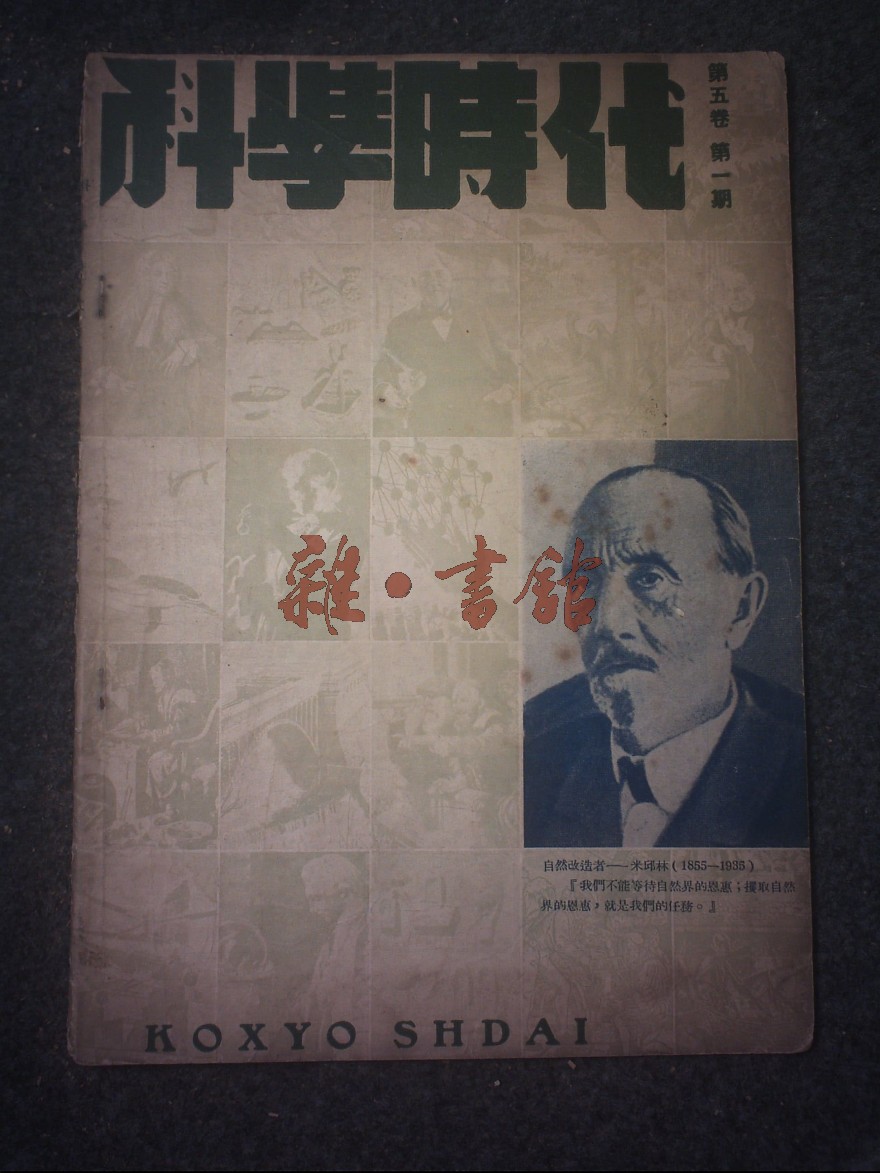 科學時代
第五卷 第一期
雜·書館
自然改造者——米邱林(1855—1935)
『我們不能等待自然界的恩惠；攫取自然
界的恩惠，就是我們的任務。』
KOXYO SHDAI